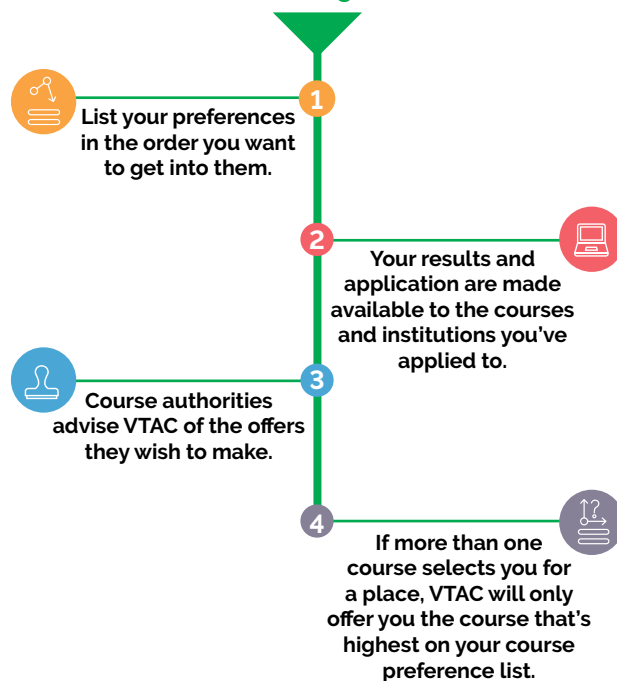 1
List your preferences
in the order you want
to get into them.
2
Your results and
application are made
available to the courses
and institutions you've
applied to.
3
Course authorities
advise VTAC of the offers
they wish to make.
4
?
If more than one
course selects you for
a place, VTAC will only
offer you the course that's
highest on your course
preference list.